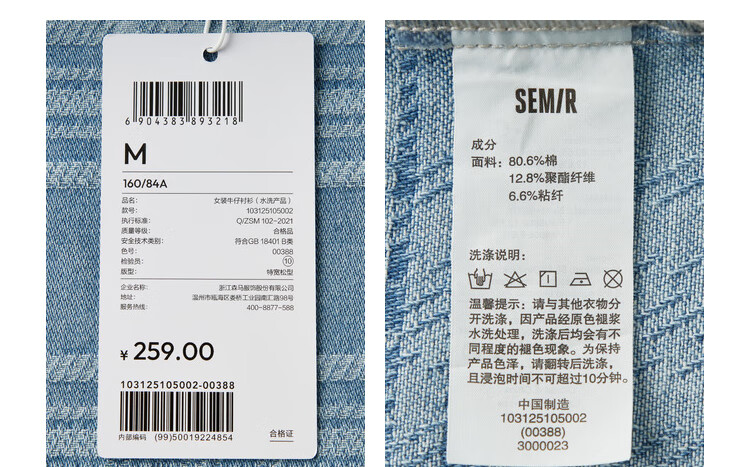 6 904383 893218
M
160/84A
品名: 女装牛仔衬衫（水洗产品）
款号: 103125105002
执行标准: Q/ZSM 102-2021
质量等级: 合格品
安全技术类别: 符合GB 18401 B类
色号: 00388
检验员: ⑩
版型: 特宽松型
企业名称: 浙江森马服饰股份有限公司
地址: 温州市瓯海区娄桥工业园南汇路98号
服务热线: 400-8877-588
¥ 259.00
103125105002-00388
内部编码 (99)50019224854
合格证
SEMIR
成分
面料: 80.6%棉
12.8%聚酯纤维
6.6%粘纤
洗涤说明:
温馨提示: 请与其他衣物分
开洗涤，因产品经原色褪浆
水洗处理，洗涤后均会有不
同程度的褪色现象。为保持
产品色泽，请翻转后洗涤，
且浸泡时间不可超过10分钟。
中国制造
103125105002
(00388)
3000023